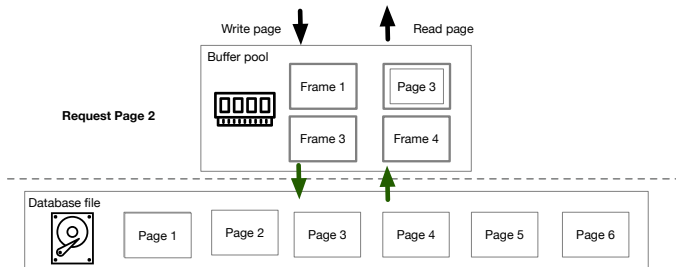 Write page
Read page
Buffer pool
Frame 1
Page 3
Request Page 2
Frame 3
Frame 4
Database file
Page 1
Page 2
Page 3
Page 4
Page 5
Page 6